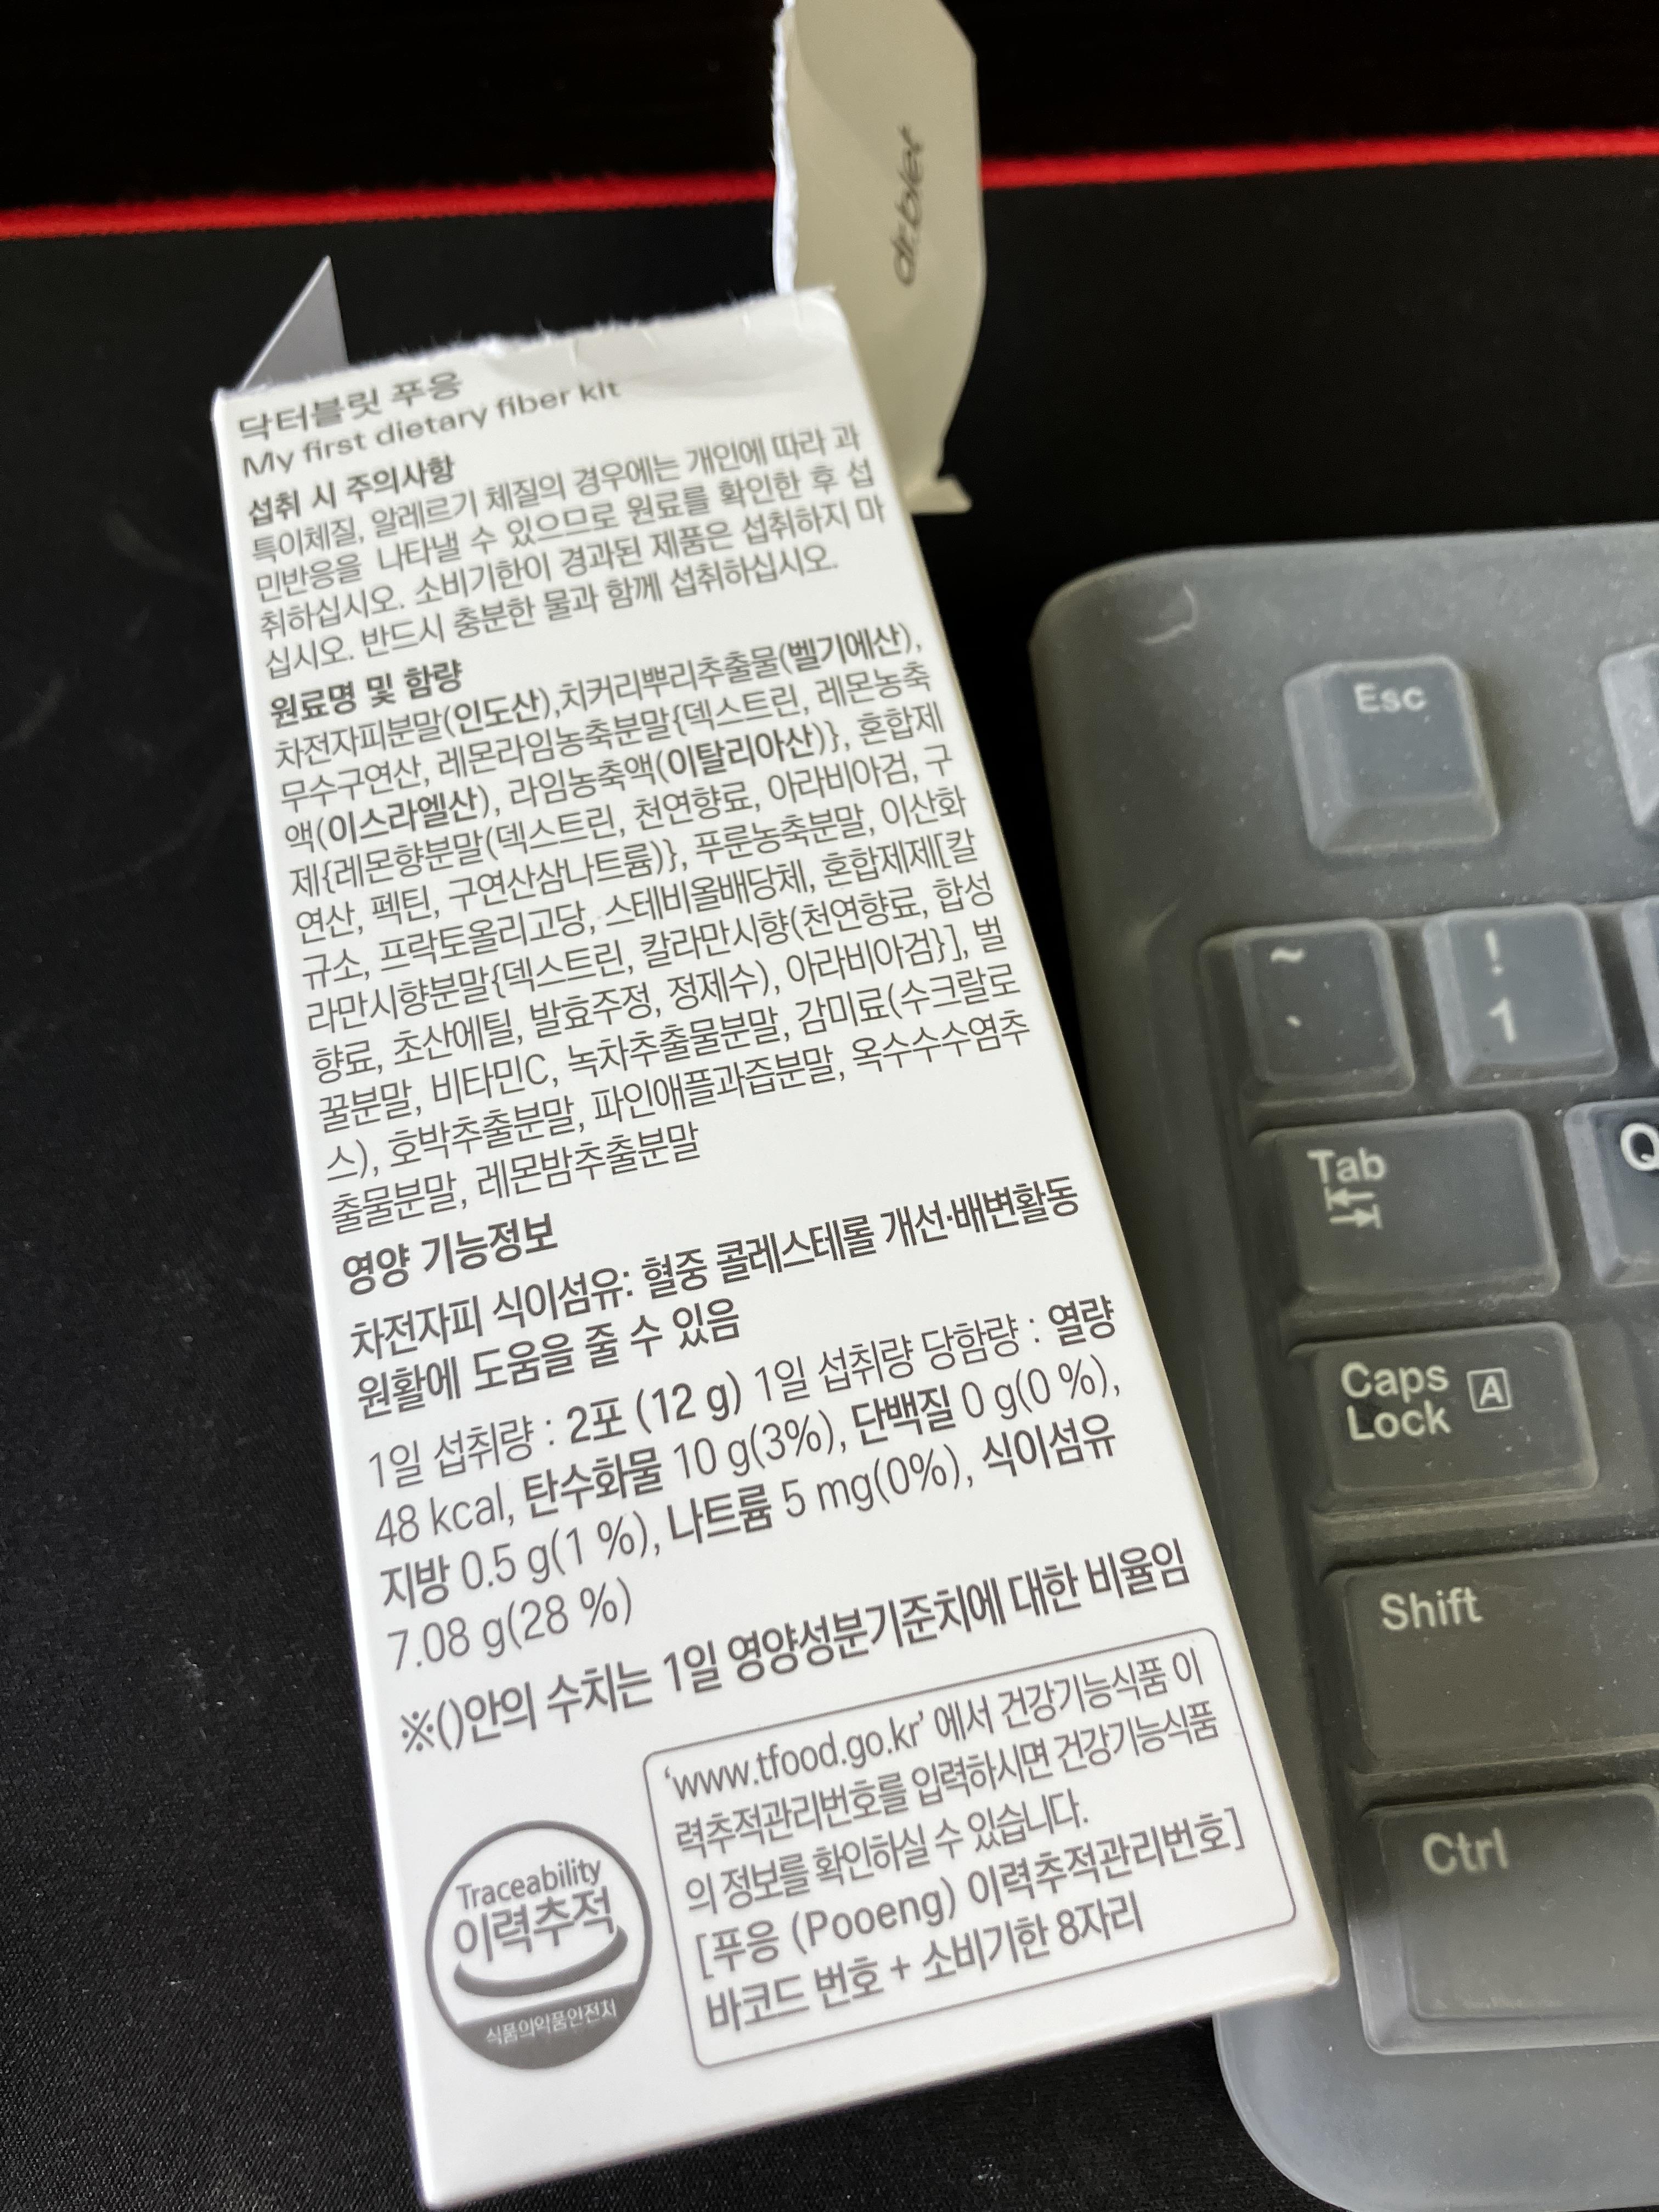 dr.blet
닥터블릿 푸응
My first dietary fiber kit
섭취 시 주의사항
특이체질, 알레르기 체질의 경우에는 개인에 따라 과
민반응을 나타낼 수 있으므로 원료를 확인한 후 섭
취하십시오. 소비기한이 경과된 제품은 섭취하지 마
십시오. 반드시 충분한 물과 함께 섭취하십시오.
원료명 및 함량
차전자피분말(인도산),치커리뿌리추출물(벨기에산),
무수구연산, 레몬라임농축분말{덱스트린, 레몬농축
액(이스라엘산), 라임농축액(이탈리아산)}, 혼합제
제{레몬향분말(덱스트린, 천연향료, 아라비아검, 구
연산, 펙틴, 구연산삼나트륨)}, 푸룬농축분말, 이산화
규소, 프락토올리고당, 스테비올배당체, 혼합제제[칼
라만시향분말{덱스트린, 칼라만시향(천연향료, 합성
향료, 초산에틸, 발효주정, 정제수), 아라비아검}], 벌
꿀분말, 비타민C, 녹차추출물분말, 감미료(수크랄로
스), 호박추출분말, 파인애플과즙분말, 옥수수수염추
출물분말, 레몬밤추출분말
영양 기능정보
차전자피 식이섬유: 혈중 콜레스테롤 개선·배변활동
원활에 도움을 줄 수 있음
1일 섭취량 : 2포 (12 g) 1일 섭취량 당함량 : 열량
48 kcal, 탄수화물 10 g(3%), 단백질 0 g(0 %),
지방 0.5 g(1 %), 나트륨 5 mg(0%), 식이섬유
7.08 g(28 %)
※()안의 수치는 1일 영양성분기준치에 대한 비율임
'www.tfood.go.kr' 에서 건강기능식품 이
력추적관리번호를 입력하시면 건강기능식품
의 정보를 확인하실 수 있습니다.
[푸응 (Pooeng) 이력추적관리번호]
바코드 번호 + 소비기한 8자리
Traceability
이력추적
식품의약품안전처
Esc
~
`
!
1
Tab
Q
Caps
Lock
A
Shift
Ctrl